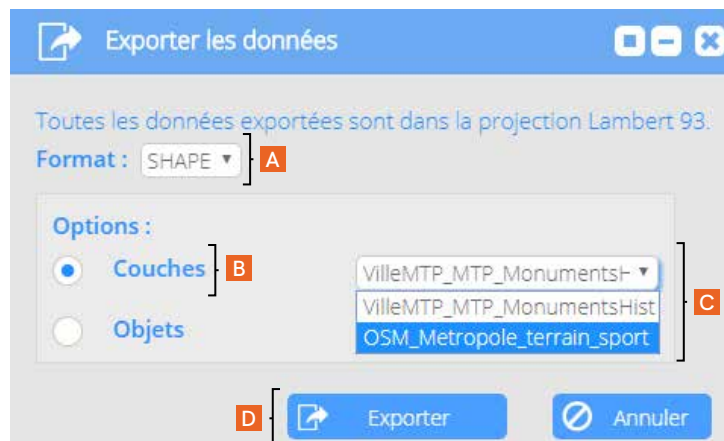 Exporter les données
Toutes les données exportées sont dans la projection Lambert 93.
Format : SHAPE A
Options :
Couches B
VilleMTP_MTP_MonumentsH
VilleMTP_MTP_MonumentsHist
C
Objets
OSM_Metropole_terrain_sport
D Exporter Annuler